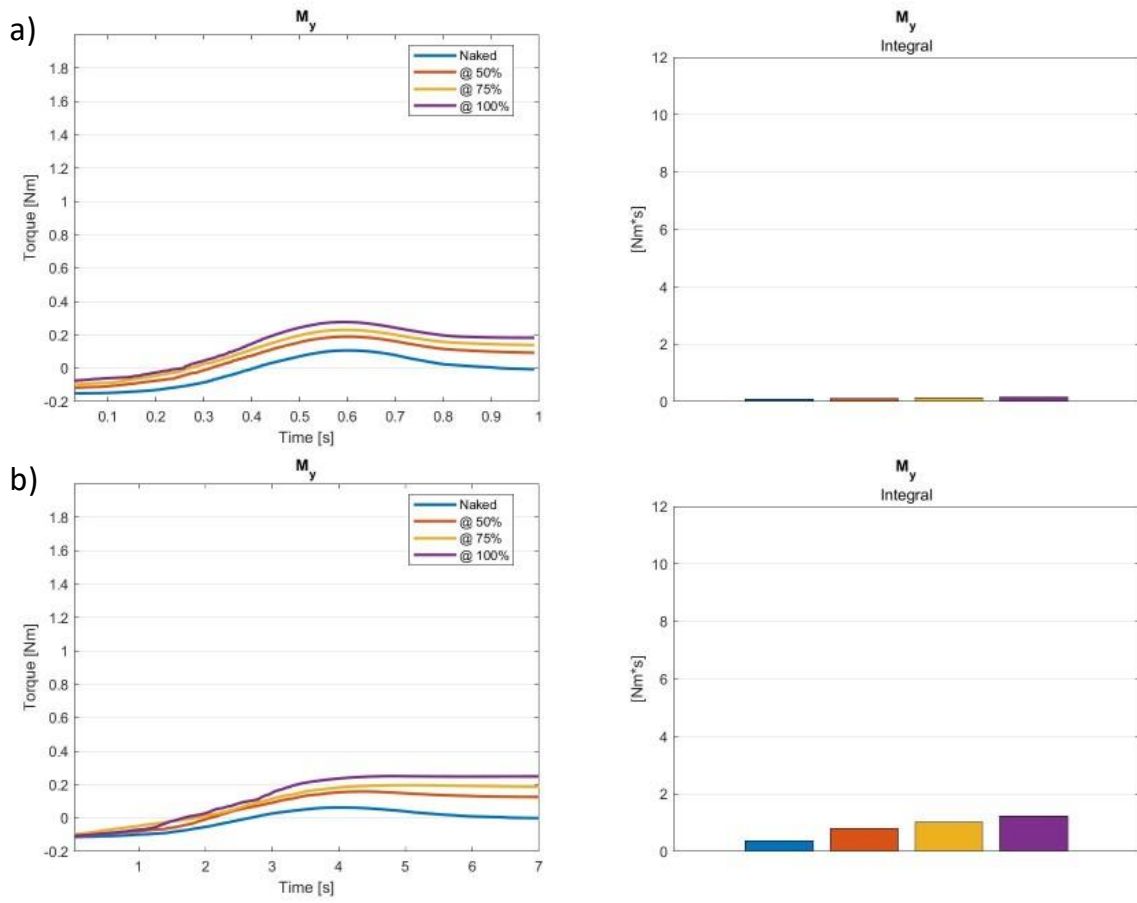 a)
M_y
1.8
1.6
1.4
1.2
1
0.8
0.6
0.4
0.2
0
-0.2
Torque [Nm]
Naked
@ 50%
@ 75%
@ 100%
0.1 0.2 0.3 0.4 0.5 0.6 0.7 0.8 0.9 1
Time [s]
M_y
Integral
12
10
8
6
4
2
0
[Nm*s]
b)
M_y
1.8
1.6
1.4
1.2
1
0.8
0.6
0.4
0.2
0
-0.2
Torque [Nm]
Naked
@ 50%
@ 75%
@ 100%
1 2 3 4 5 6 7
Time [s]
M_y
Integral
12
10
8
6
4
2
0
[Nm*s]